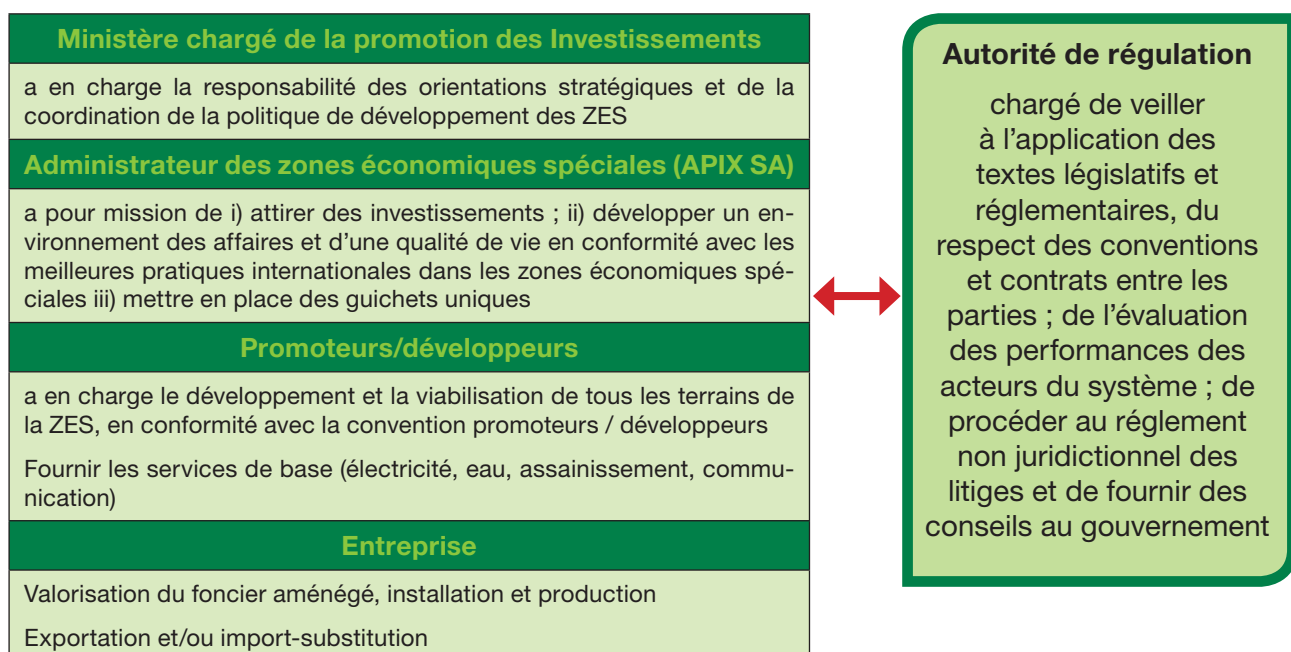 Ministère chargé de la promotion des Investissements
a en charge la responsabilité des orientations stratégiques et de la
coordination de la politique de développement des ZES
Administrateur des zones économiques spéciales (APIX SA)
a pour mission de i) attirer des investissements ; ii) développer un en-
vironnement des affaires et d’une qualité de vie en conformité avec les
meilleures pratiques internationales dans les zones économiques spé-
ciales iii) mettre en place des guichets uniques
Promoteurs/développeurs
a en charge le développement et la viabilisation de tous les terrains de
la ZES, en conformité avec la convention promoteurs / développeurs
Fournir les services de base (électricité, eau, assainissement, commu-
nication)
Entreprise
Valorisation du foncier aménégé, installation et production
Exportation et/ou import-substitution
Autorité de régulation
chargé de veiller
à l’application des
textes législatifs et
réglementaires, du
respect des conventions
et contrats entre les
parties ; de l’évaluation
des performances des
acteurs du système ; de
procéder au réglement
non juridictionnel des
litiges et de fournir des
conseils au gouvernement